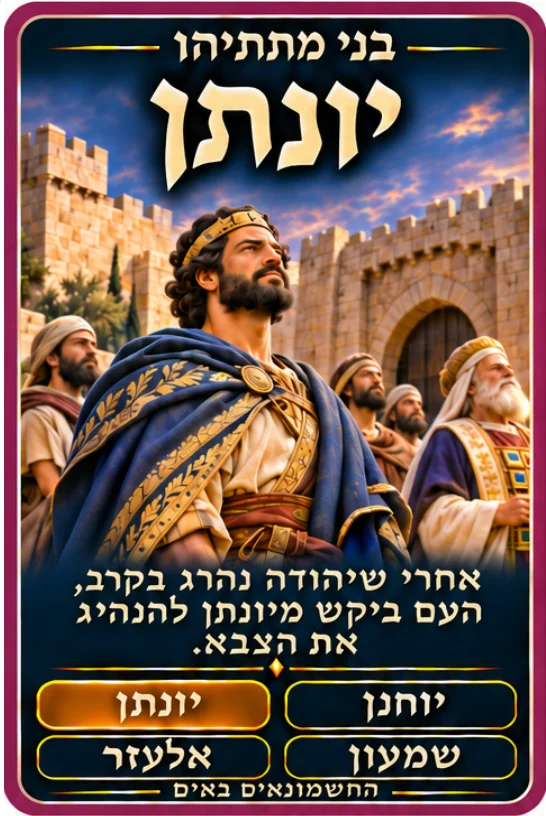 בני מתתיהו
יונתן
אחרי שיהודה נהרג בקרב,
העם ביקש מיונתן להנהיג
את הצבא.
יוחנן
יונתן
שמעון
אלעזר
החשמונאים באים